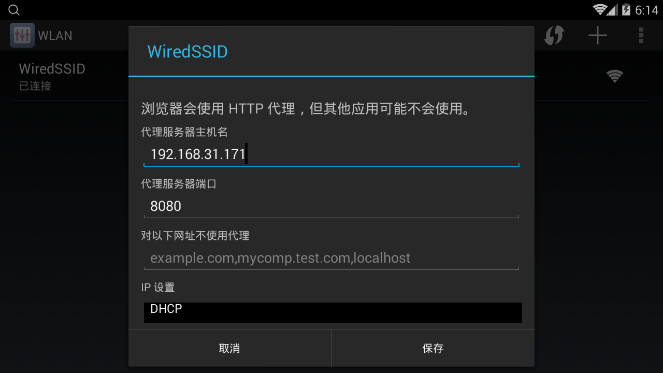 6:14
WLAN
WiredSSID
已连接
WiredSSID
浏览器会使用 HTTP 代理，但其他应用可能不会使用。
代理服务器主机名
192.168.31.171
代理服务器端口
8080
对以下网址不使用代理
example.com,mycomp.test.com,localhost
IP 设置
DHCP
取消
保存